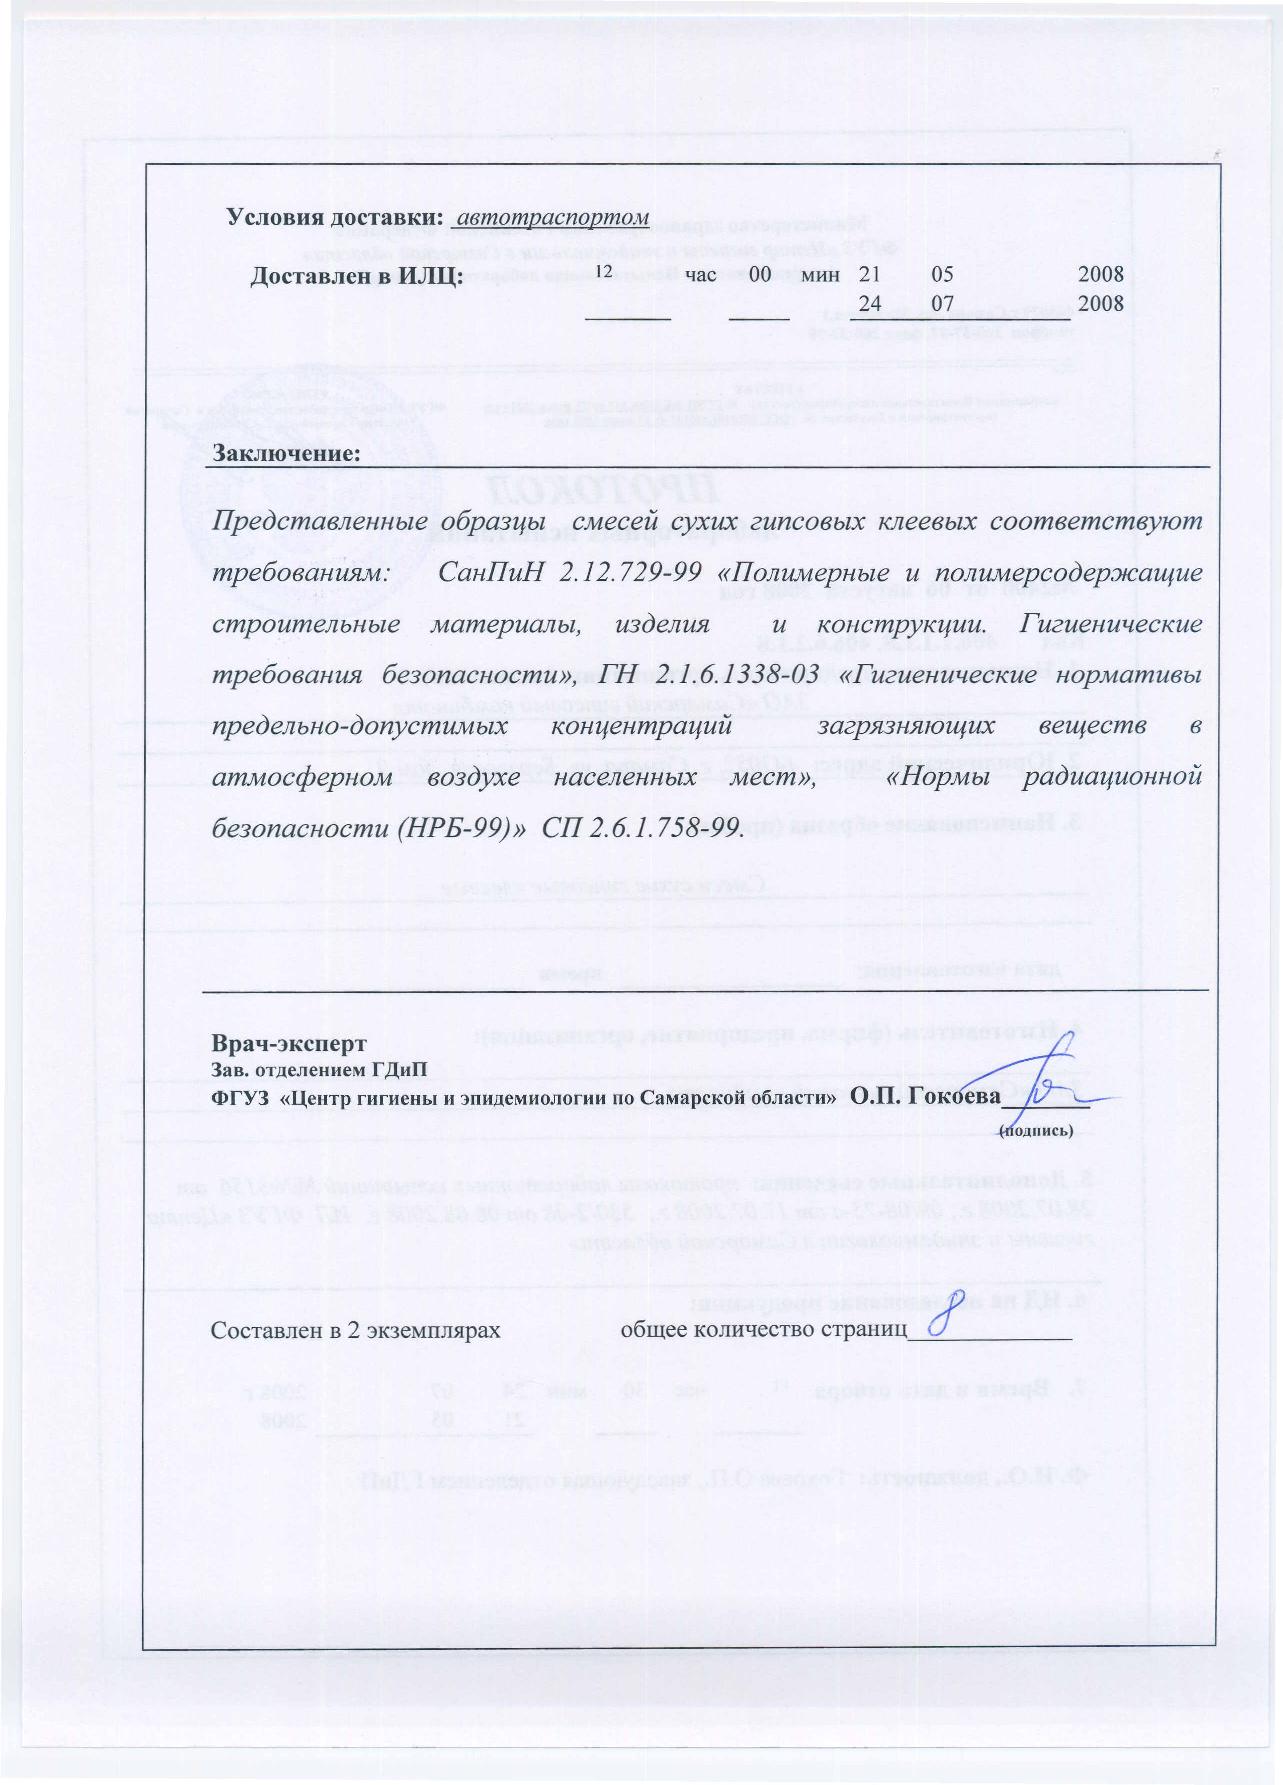 Условия доставки: автотраспортом
Доставлен в ИЛЦ: 12 час 00 мин 21 05 2008
24 07 2008
Заключение:
Представленные образцы смесей сухих гипсовых клеевых соответствуют
требованиям: СанПиН 2.12.729-99 «Полимерные и полимерсодержащие
строительные материалы, изделия и конструкции. Гигиенические
требования безопасности», ГН 2.1.6.1338-03 «Гигиенические нормативы
предельно-допустимых концентраций загрязняющих веществ в
атмосферном воздухе населенных мест», «Нормы радиационной
безопасности (НРБ-99)» СП 2.6.1.758-99.
Врач-эксперт
Зав. отделением ГДиП
ФГУЗ «Центр гигиены и эпидемиологии по Самарской области» О.П. Гокоева
(подпись)
Составлен в 2 экземплярах общее количество страниц 8